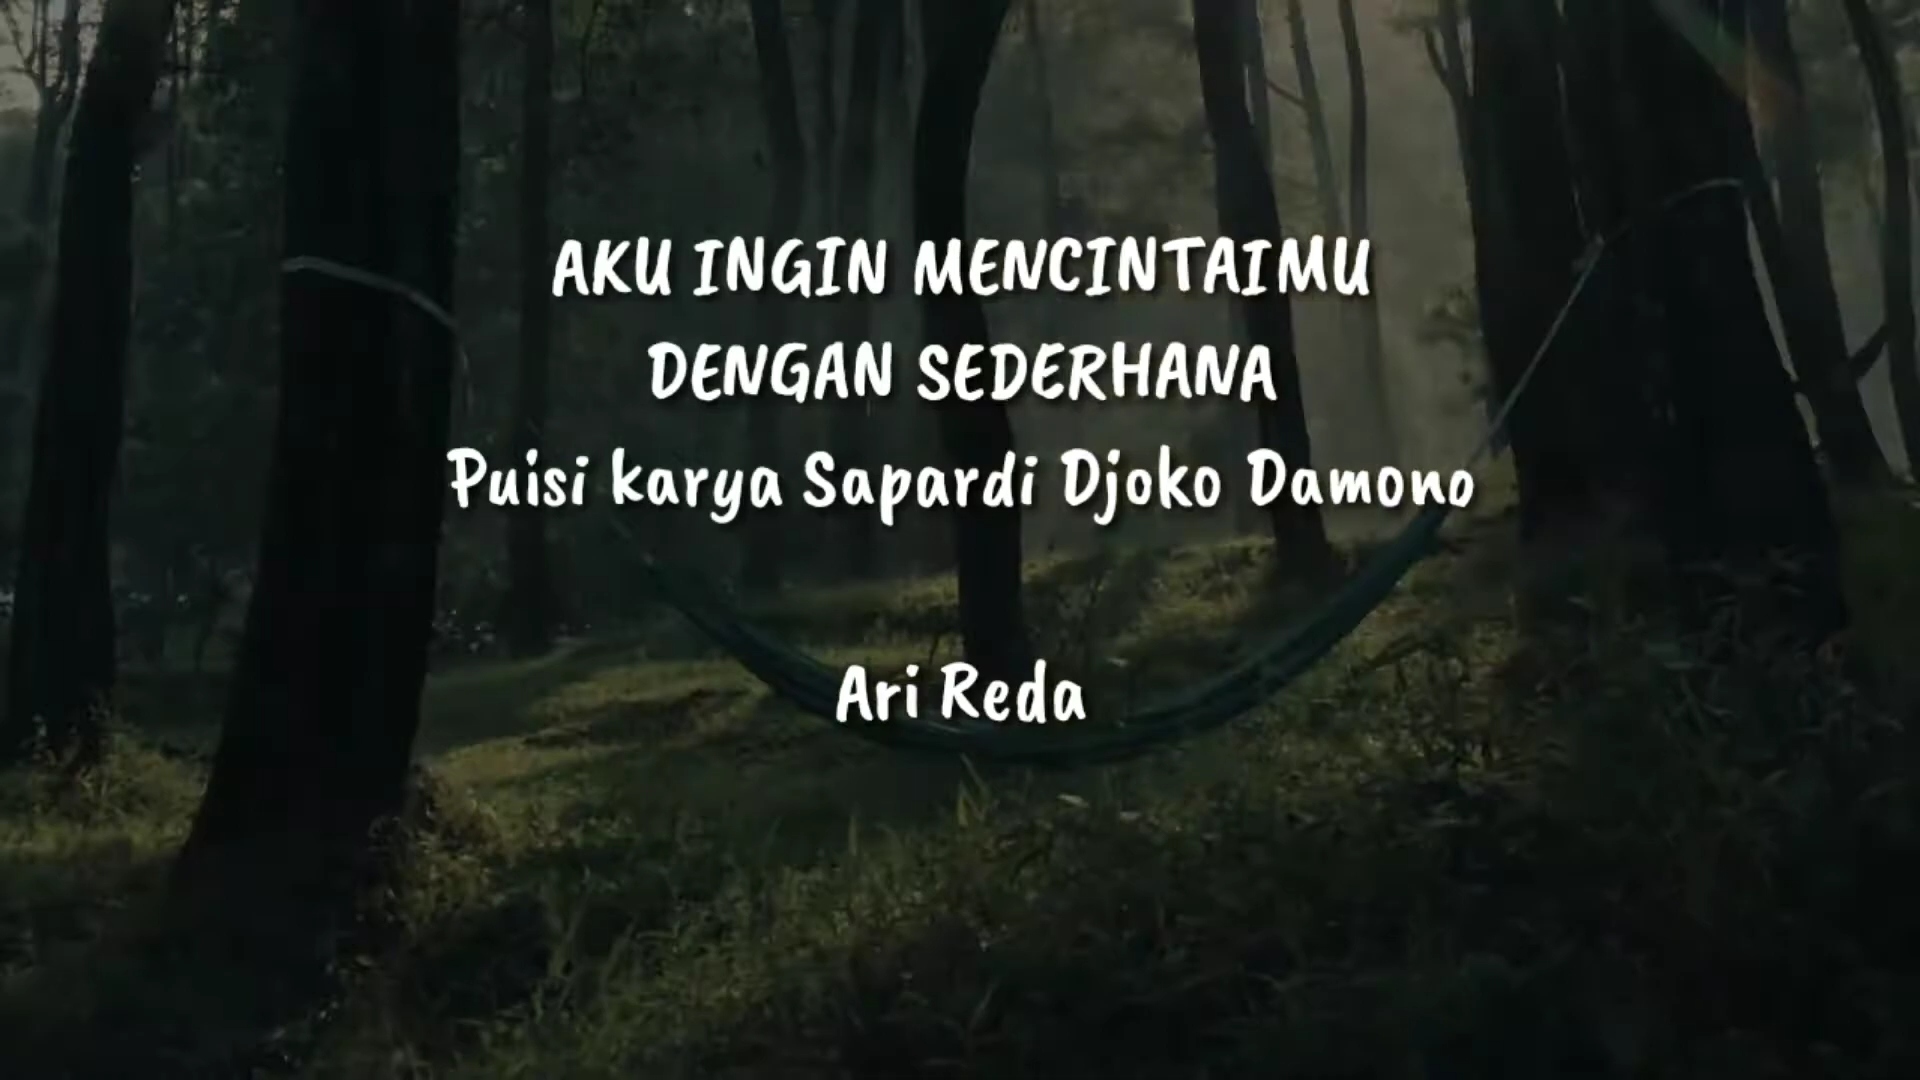 AKU INGIN MENCINTAIMU
DENGAN SEDERHANA
Puisi karya Sapardi Djoko Damono
Ari Reda